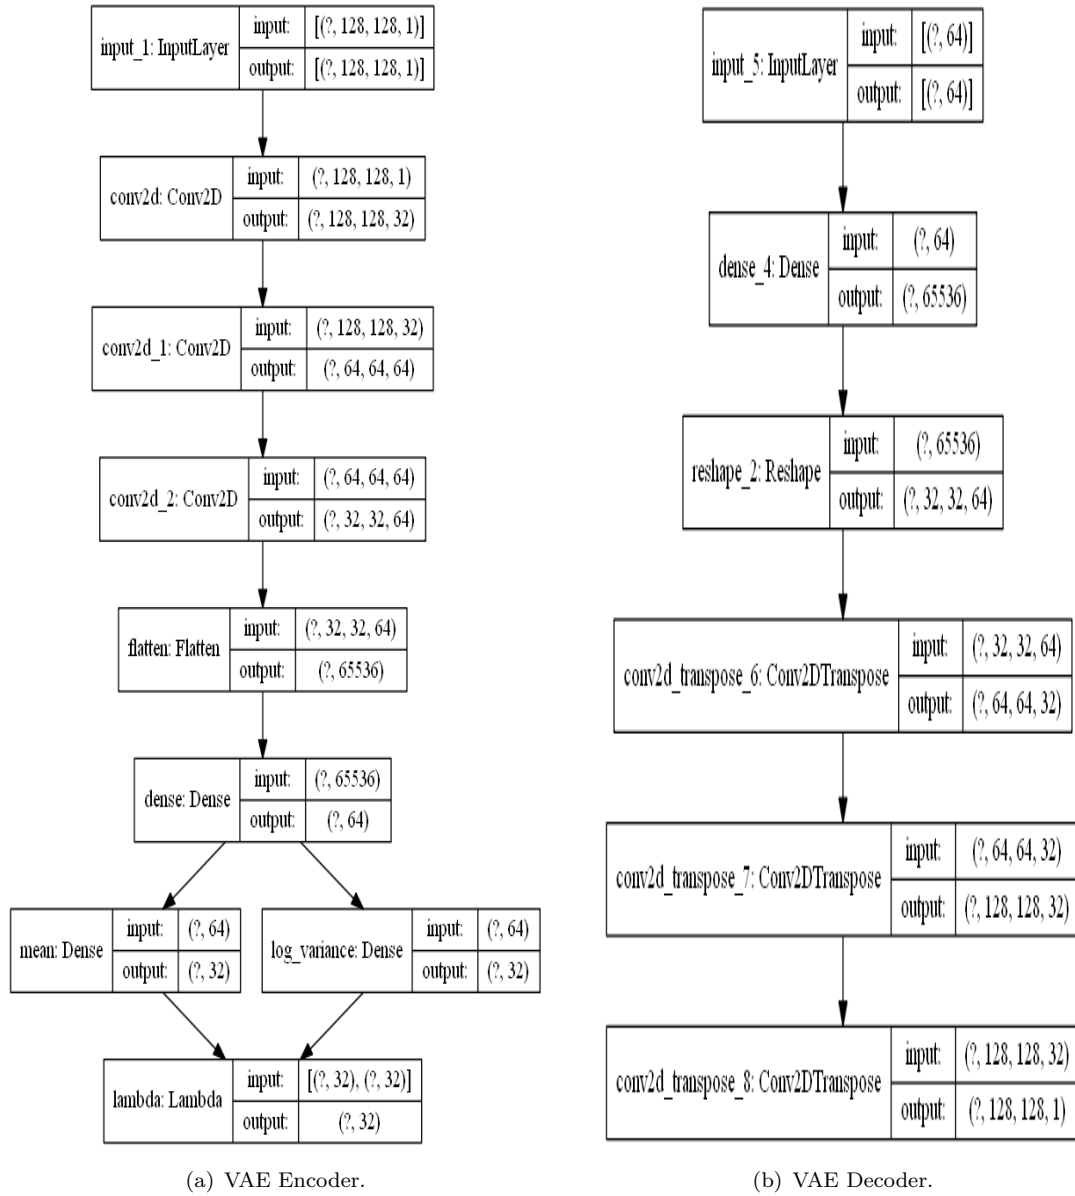 input_1: InputLayer
input: [(?, 128, 128, 1)]
output: [(?, 128, 128, 1)]
conv2d: Conv2D
input: (?, 128, 128, 1)
output: (?, 128, 128, 32)
conv2d_1: Conv2D
input: (?, 128, 128, 32)
output: (?, 64, 64, 64)
conv2d_2: Conv2D
input: (?, 64, 64, 64)
output: (?, 32, 32, 64)
flatten: Flatten
input: (?, 32, 32, 64)
output: (?, 65536)
dense: Dense
input: (?, 65536)
output: (?, 64)
mean: Dense
input: (?, 64)
output: (?, 32)
log_variance: Dense
input: (?, 64)
output: (?, 32)
lambda: Lambda
input: [(?, 32), (?, 32)]
output: (?, 32)
(a) VAE Encoder.
input_5: InputLayer
input: [(?, 64)]
output: [(?, 64)]
dense_4: Dense
input: (?, 64)
output: (?, 65536)
reshape_2: Reshape
input: (?, 65536)
output: (?, 32, 32, 64)
conv2d_transpose_6: Conv2DTranspose
input: (?, 32, 32, 64)
output: (?, 64, 64, 32)
conv2d_transpose_7: Conv2DTranspose
input: (?, 64, 64, 32)
output: (?, 128, 128, 32)
conv2d_transpose_8: Conv2DTranspose
input: (?, 128, 128, 32)
output: (?, 128, 128, 1)
(b) VAE Decoder.